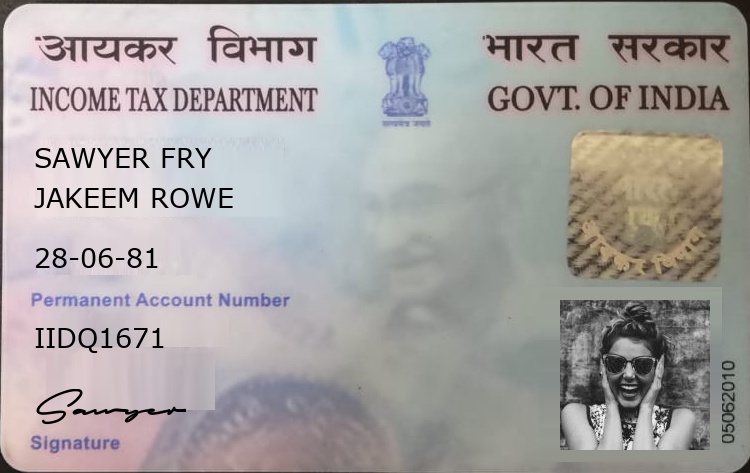 आयकर विभाग
भारत सरकार
INCOME TAX DEPARTMENT
GOVT. OF INDIA
सत्यमेव जयते
SAWYER FRY
JAKEEM ROWE
28-06-81
Permanent Account Number
IIDQ1671
Sawyer
Signature
05062010